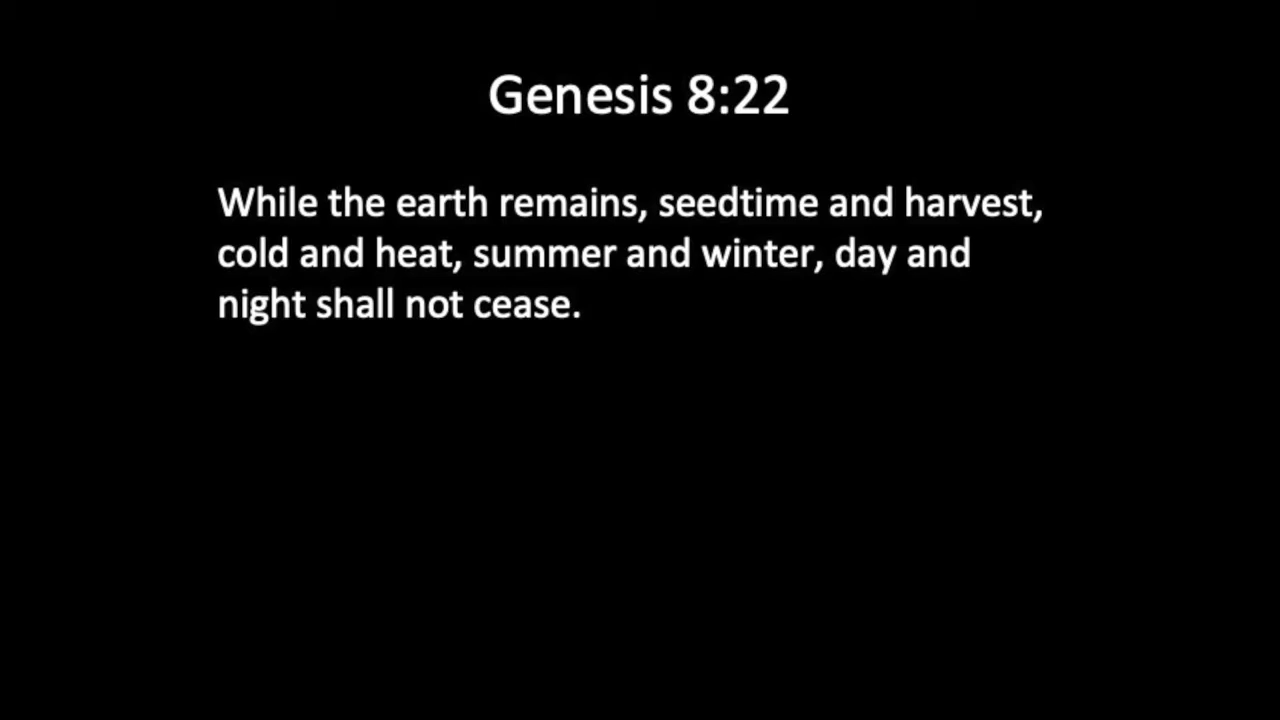 Genesis 8:22
While the earth remains, seedtime and harvest,
cold and heat, summer and winter, day and
night shall not cease.